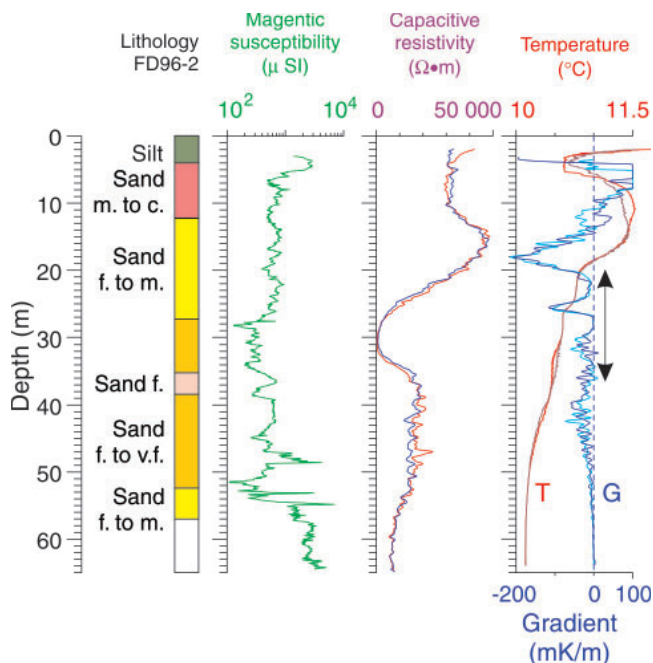 Lithology
FD96-2
Magentic
susceptibility
(μ SI)
10² 10⁴
Capacitive
resistivity
(Ω•m)
0 50 000
Temperature
(°C)
10 11.5
Depth (m)
0
10
20
30
40
50
60
Silt
Sand
m. to c.
Sand
f. to m.
Sand f.
Sand
f. to v.f.
Sand
f. to m.
T
G
-200 0 100
Gradient
(mK/m)